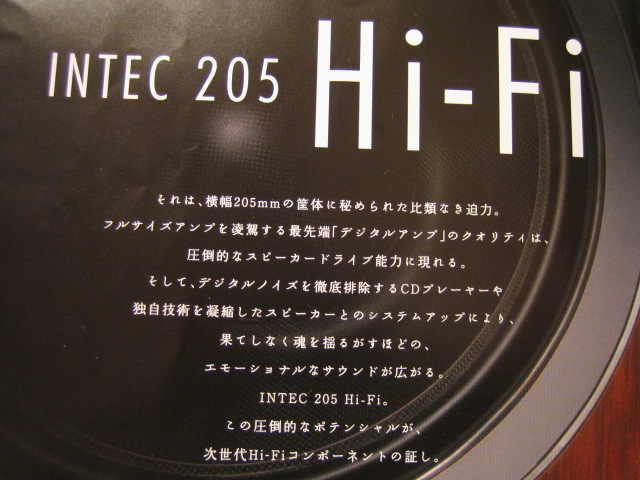 INTEC 205 Hi-Fi
それは、横幅205mmの筐体に秘められた比類なき迫力。
フルサイズアンプを凌駕する最先端「デジタルアンプ」のクオリティは、
圧倒的なスピーカードライブ能力に現れる。
そして、デジタルノイズを徹底排除するCDプレーヤーや
独自技術を凝縮したスピーカーとのシステムアップにより、
果てしなく魂を揺るがすほどの、
エモーショナルなサウンドが広がる。
INTEC 205 Hi-Fi。
この圧倒的なポテンシャルが、
次世代Hi-Fiコンポーネントの証し。